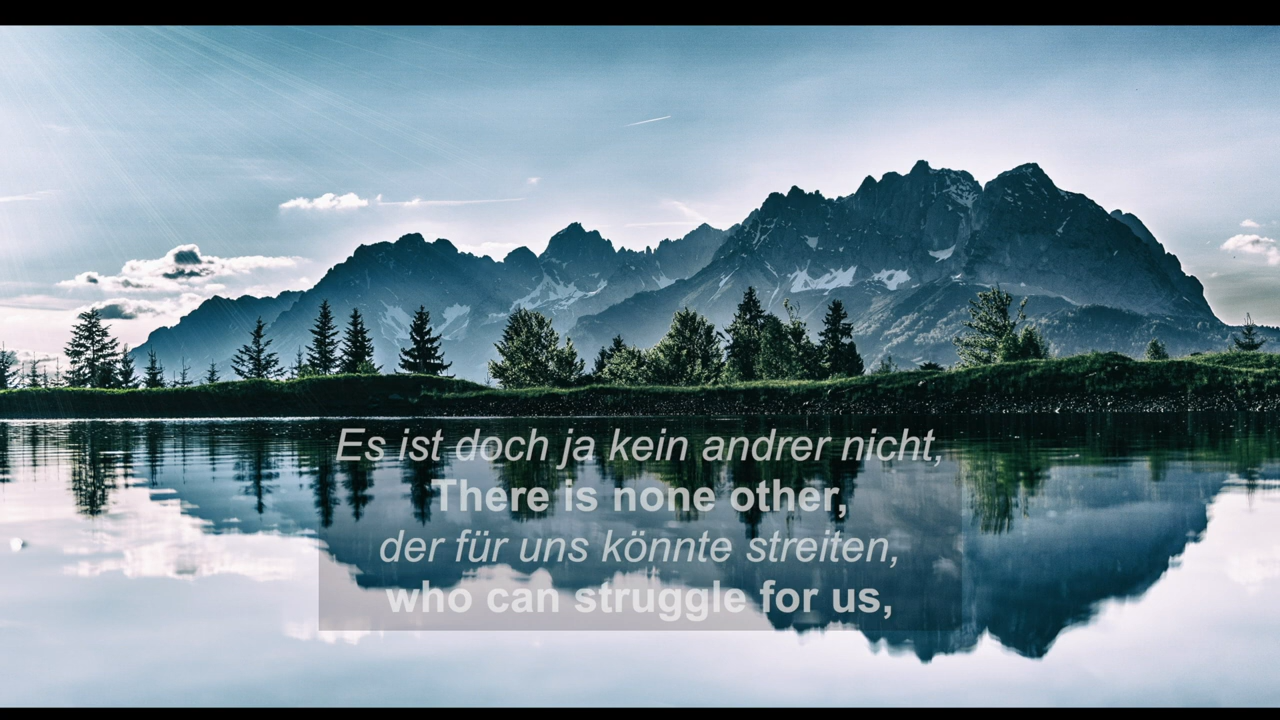 Es ist doch ja kein andrer nicht,
There is none other,
der für uns könnte streiten,
who can struggle for us,